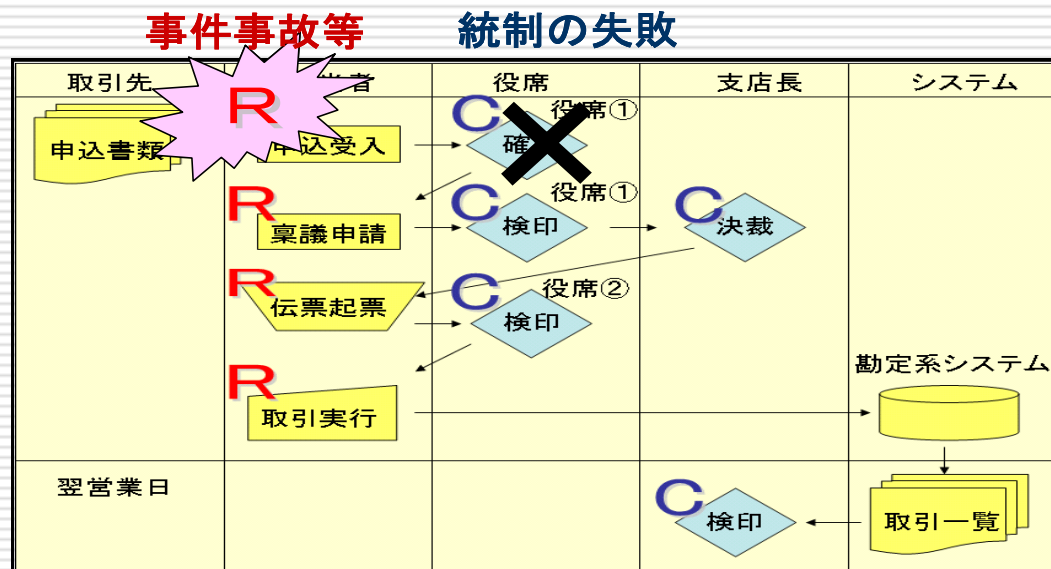 事件事故等 統制の失敗
取引先 当者 役席 支店長 システム
R C 役席①
申込書類 申込受入 確
R C 役席① C
稟議申請 検印 決裁
R C 役席②
伝票起票 検印
勘定系システム
R
取引実行
翌営業日
C 検印 取引一覧